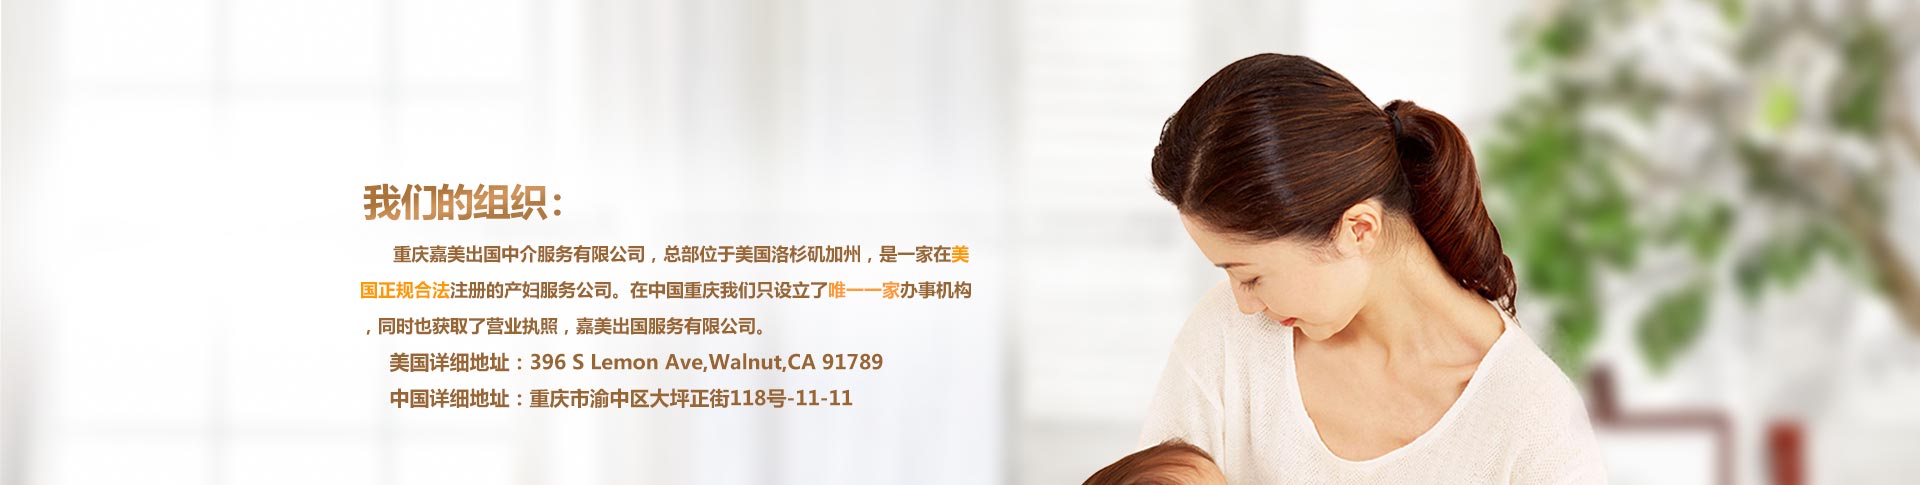 我们的组织：
重庆嘉美出国中介服务有限公司，总部位于美国洛杉矶加州，是一家在美
国正规合法注册的产妇服务公司。在中国重庆我们只设立了唯一一家办事机构
，同时也获取了营业执照，嘉美出国服务有限公司。
美国详细地址：396 S Lemon Ave,Walnut,CA 91789
中国详细地址：重庆市渝中区大坪正街118号-11-11